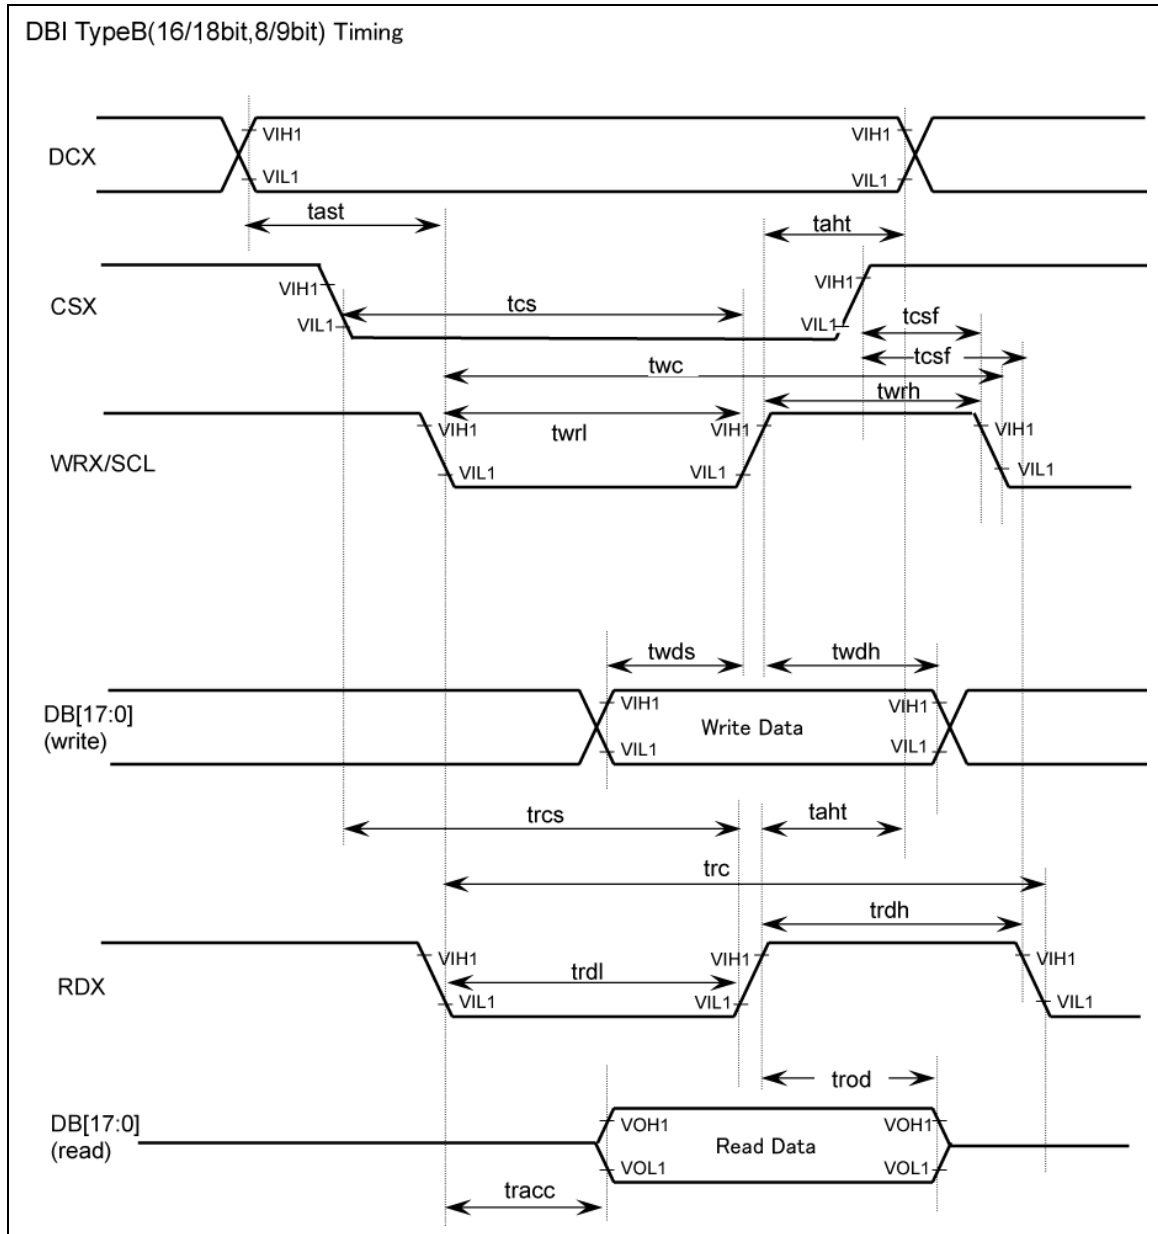 DBI TypeB(16/18bit,8/9bit) Timing
VIH1 VIH1
DCX
VIL1 VIL1
tast taht
VIH1 VIH1
CSX
tcs
VIL1 VIL1
tcsf
tcsf
twc
twrh
VIH1 twrl VIH1 VIH1
WRX/SCL
VIL1 VIL1 VIL1
twds twdh
VIH1 VIH1
DB[17:0]
(write)
Write Data
VIL1 VIL1
trcs taht
trc
trdh
VIH1 VIH1 VIH1
trdl
RDX
VIL1 VIL1 VIL1
trod
DB[17:0]
(read)
VOH1 VOH1
Read Data
VOL1 VOL1
tracc